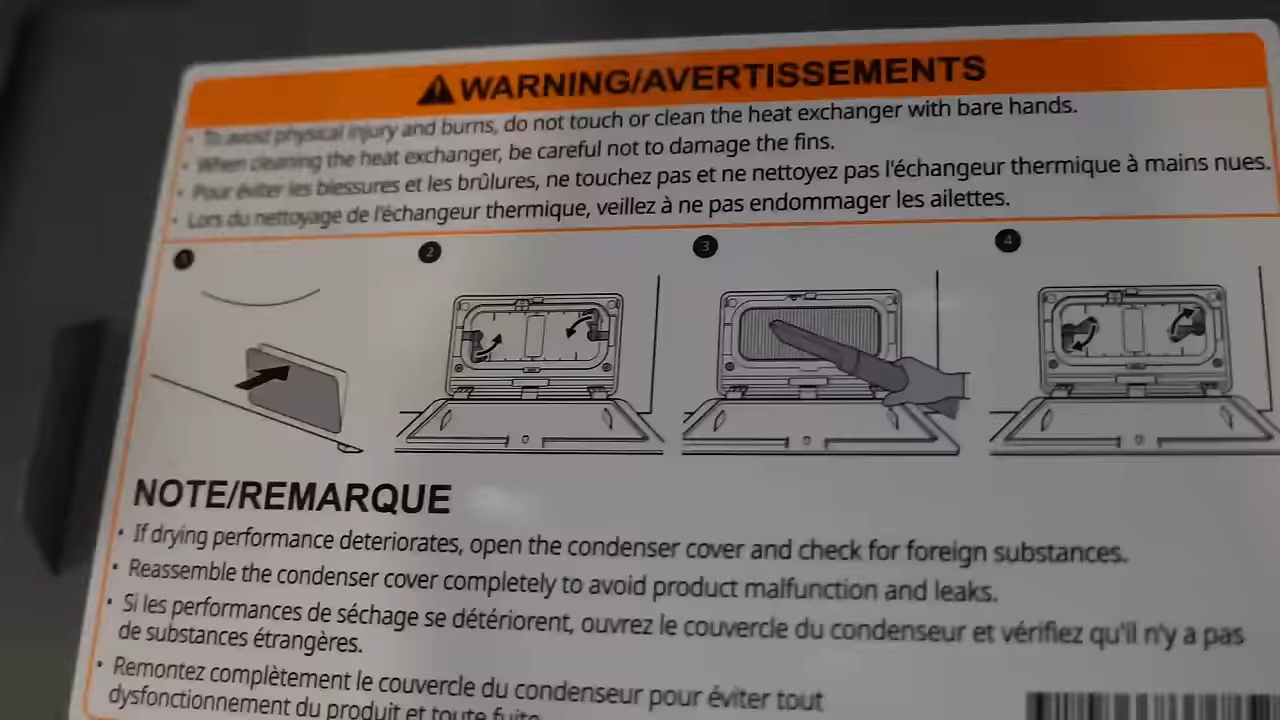 WARNING/AVERTISSEMENTS
• To avoid physical injury and burns, do not touch or clean the heat exchanger with bare hands.
• When cleaning the heat exchanger, be careful not to damage the fins.
• Pour éviter les blessures et les brûlures, ne touchez pas et ne nettoyez pas l'échangeur thermique à mains nues.
• Lors du nettoyage de l'échangeur thermique, veillez à ne pas endommager les ailettes.
1 2 3 4
NOTE/REMARQUE
• If drying performance deteriorates, open the condenser cover and check for foreign substances.
• Reassemble the condenser cover completely to avoid product malfunction and leaks.
• Si les performances de séchage se détériorent, ouvrez le couvercle du condenseur et vérifiez qu'il n'y a pas
de substances étrangères.
• Remontez complètement le couvercle du condenseur pour éviter tout
dysfonctionnement du produit et toute fuite.